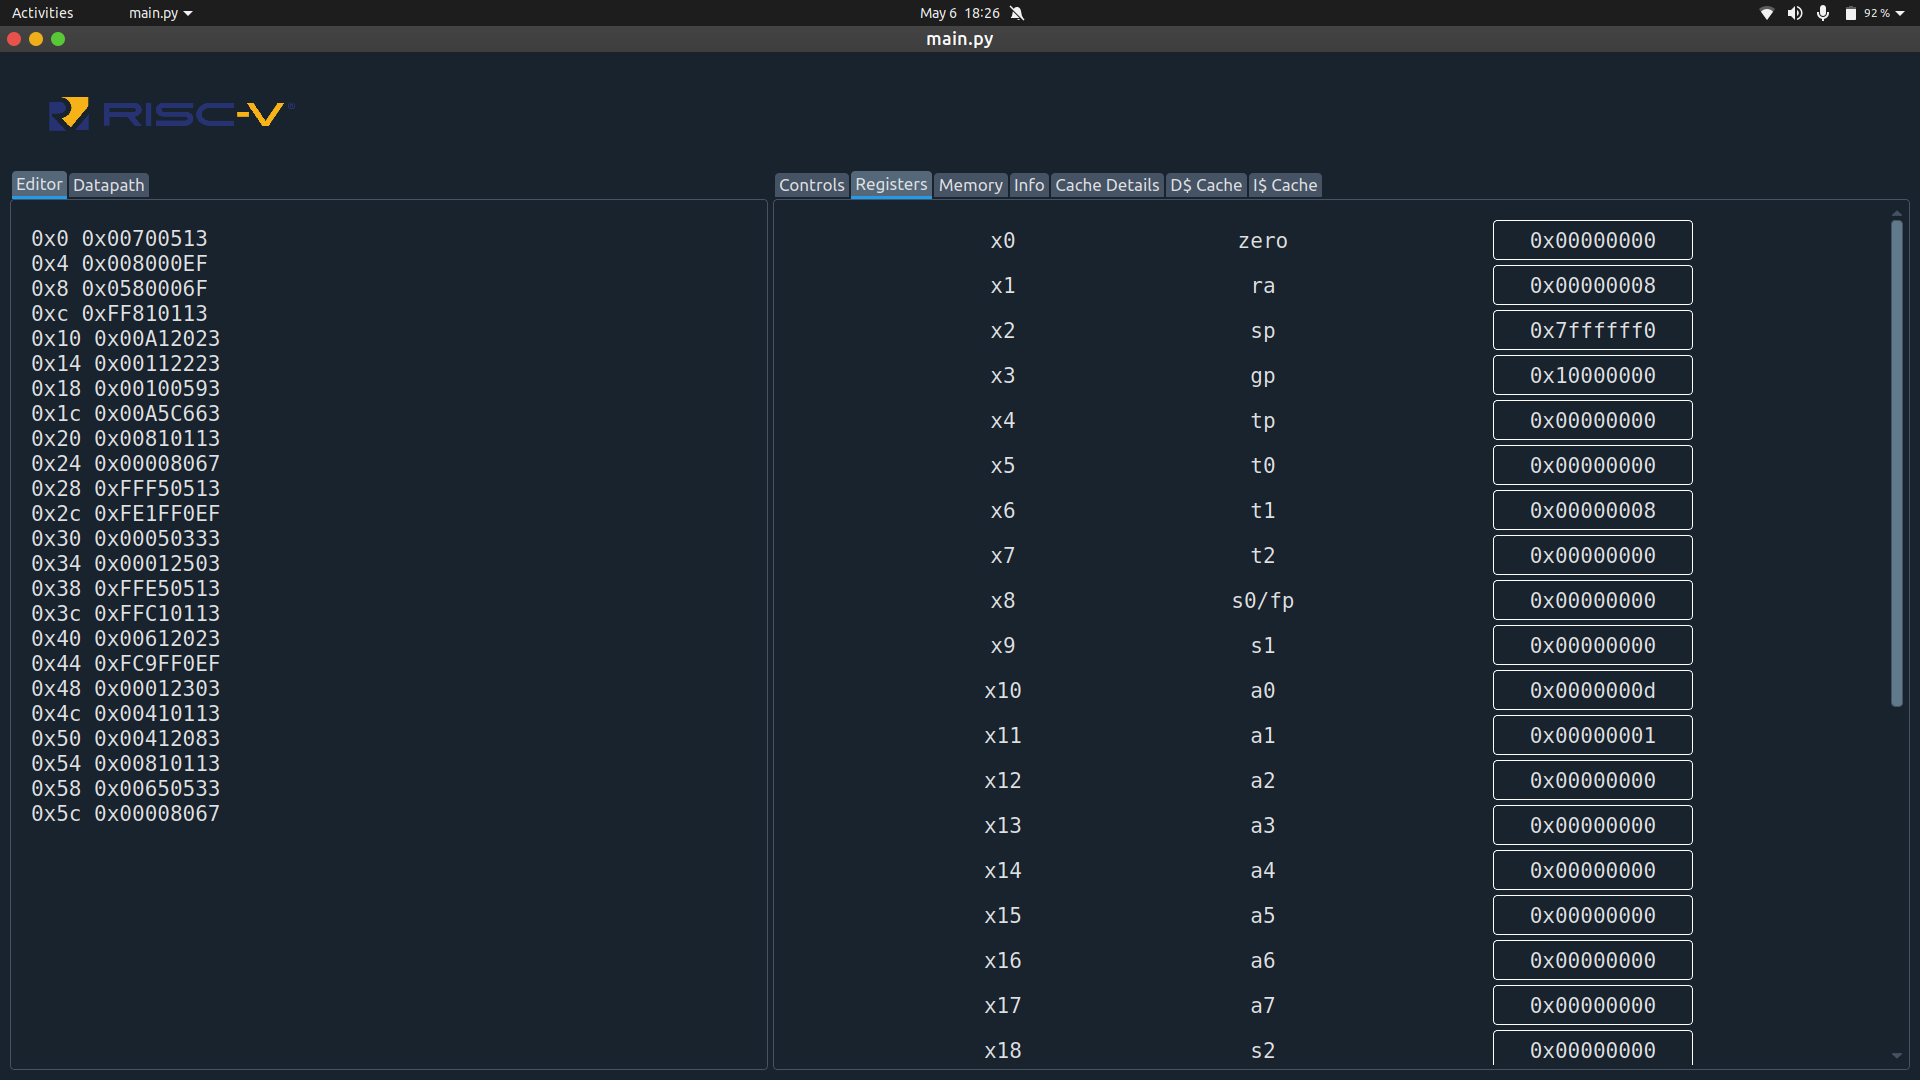 Activities main.py May 6 18:26 92 %
main.py
RISC-V®
Editor Datapath
0x0 0x00700513
0x4 0x008000EF
0x8 0x0580006F
0xc 0xFF810113
0x10 0x00A12023
0x14 0x00112223
0x18 0x00100593
0x1c 0x00A5C663
0x20 0x00810113
0x24 0x00008067
0x28 0xFFF50513
0x2c 0xFE1FF0EF
0x30 0x00050333
0x34 0x00012503
0x38 0xFFE50513
0x3c 0xFFC10113
0x40 0x00612023
0x44 0xFC9FF0EF
0x48 0x00012303
0x4c 0x00410113
0x50 0x00412083
0x54 0x00810113
0x58 0x00650533
0x5c 0x00008067
Controls Registers Memory Info Cache Details D$ Cache I$ Cache
x0 zero 0x00000000
x1 ra 0x00000008
x2 sp 0x7ffffff0
x3 gp 0x10000000
x4 tp 0x00000000
x5 t0 0x00000000
x6 t1 0x00000008
x7 t2 0x00000000
x8 s0/fp 0x00000000
x9 s1 0x00000000
x10 a0 0x0000000d
x11 a1 0x00000001
x12 a2 0x00000000
x13 a3 0x00000000
x14 a4 0x00000000
x15 a5 0x00000000
x16 a6 0x00000000
x17 a7 0x00000000
x18 s2 0x00000000